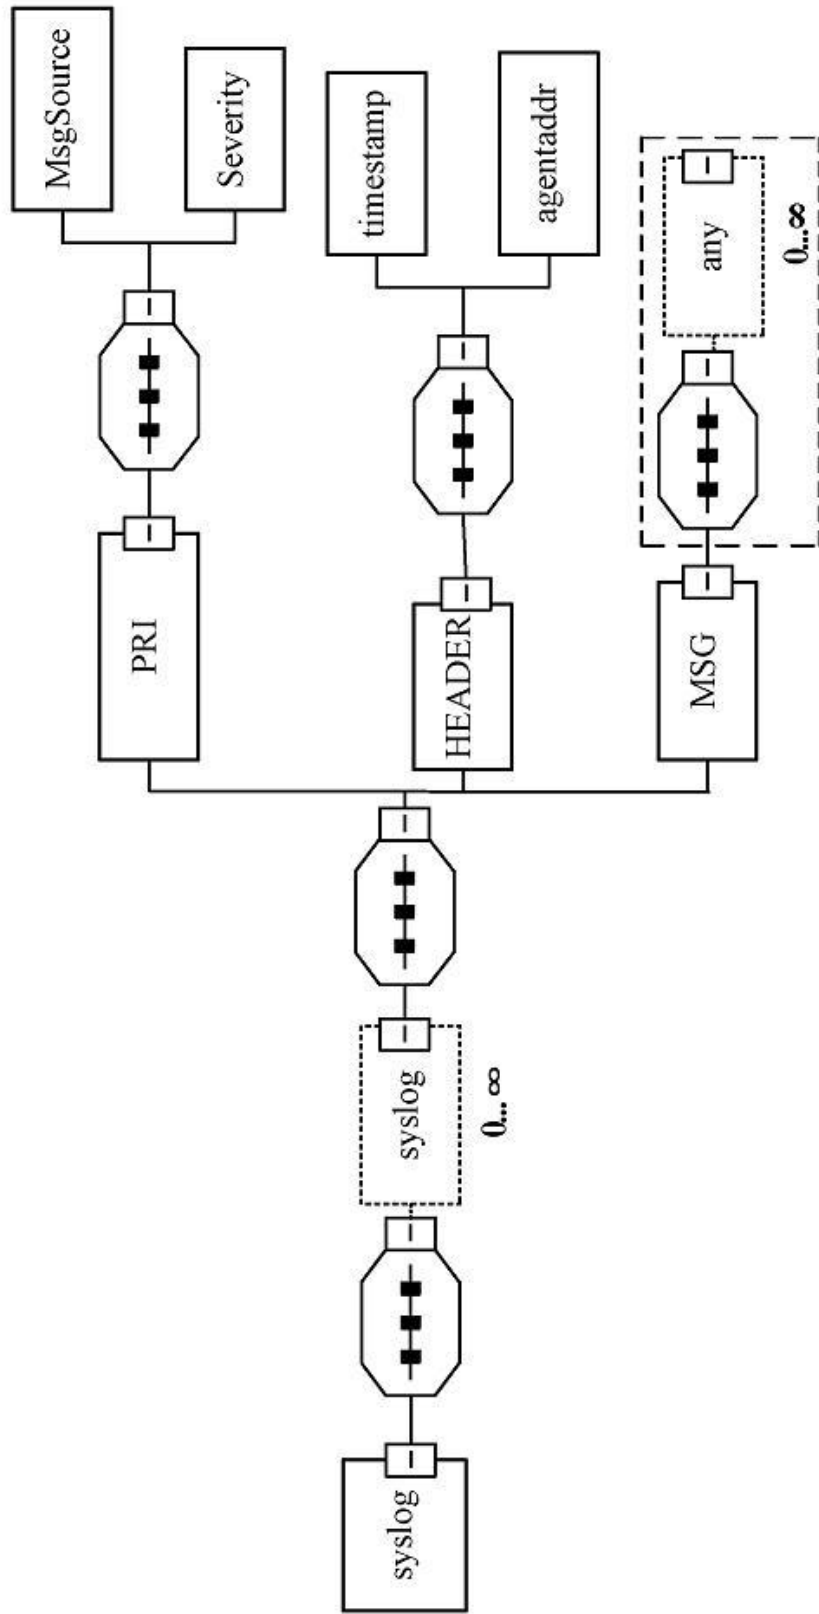 syslog
syslog
0... ∞
PRI
MsgSource
Severity
HEADER
timestamp
agentaddr
MSG
any
0... ∞